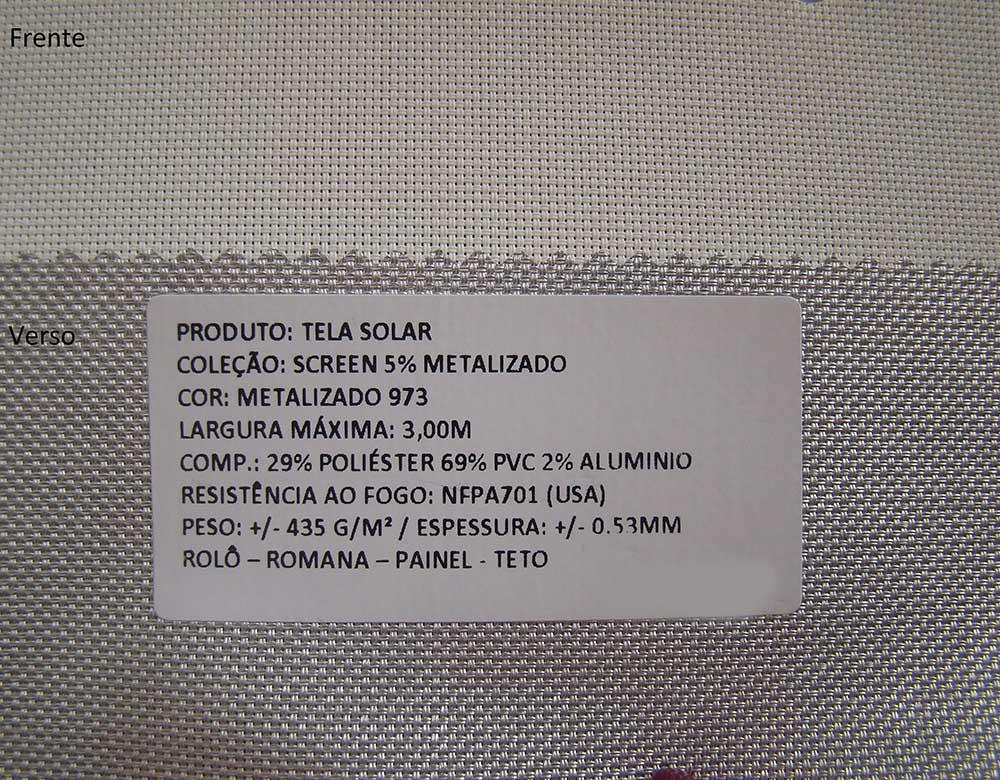 Frente
Verso
PRODUTO: TELA SOLAR
COLEÇÃO: SCREEN 5% METALIZADO
COR: METALIZADO 973
LARGURA MÁXIMA: 3,00M
COMP.: 29% POLIÉSTER 69% PVC 2% ALUMINIO
RESISTÊNCIA AO FOGO: NFPA701 (USA)
PESO: +/- 435 G/M² / ESPESSURA: +/- 0.53MM
ROLÔ – ROMANA – PAINEL - TETO